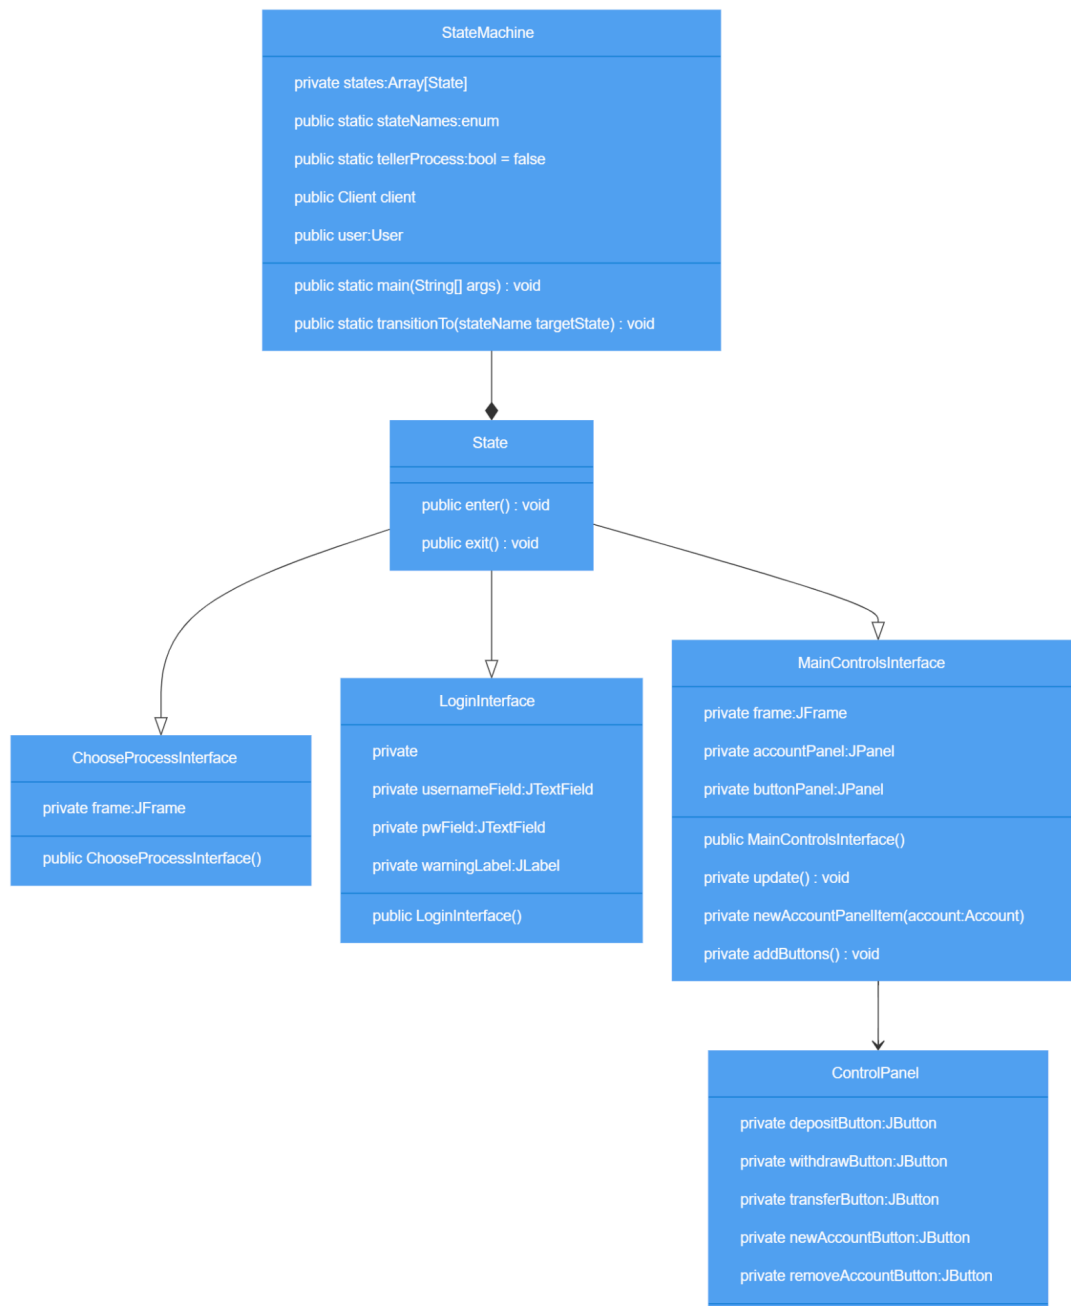 StateMachine
private states:Array[State]
public static stateNames:enum
public static tellerProcess:bool = false
public Client client
public user:User
public static main(String[] args) : void
public static transitionTo(stateName targetState) : void
State
public enter() : void
public exit() : void
ChooseProcessInterface
private frame:JFrame
public ChooseProcessInterface()
LoginInterface
private
private usernameField:JTextField
private pwField:JTextField
private warningLabel:JLabel
public LoginInterface()
MainControlsInterface
private frame:JFrame
private accountPanel:JPanel
private buttonPanel:JPanel
public MainControlsInterface()
private update() : void
private newAccountPanelItem(account:Account)
private addButtons() : void
ControlPanel
private depositButton:JButton
private withdrawButton:JButton
private transferButton:JButton
private newAccountButton:JButton
private removeAccountButton:JButton